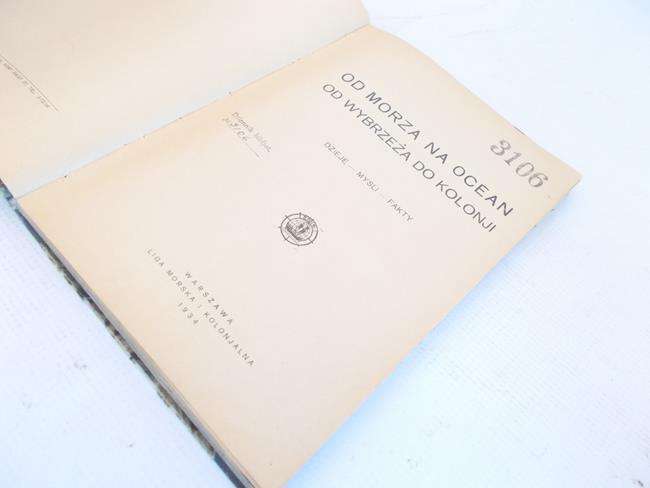 OD MORZA NA OCEAN
OD WYBRZEŻA DO KOLONJI
3106
DZIEJE - MYŚLI - FAKTY
WARSZAWA
LIGA MORSKA I KOLONJALNA
1934